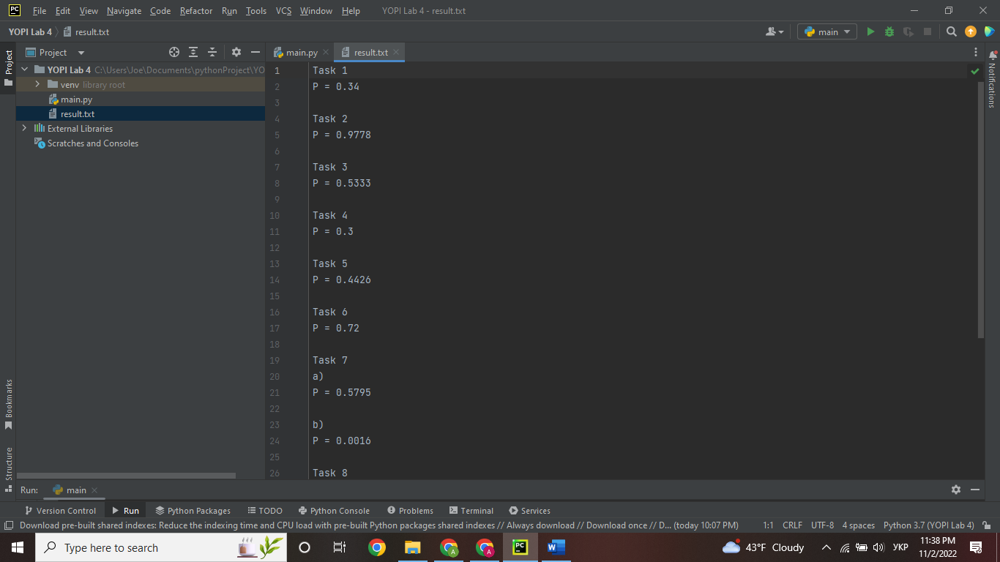 PC File Edit View Navigate Code Refactor Run Tools VCS Window Help YOPI Lab 4 - result.txt
YOPI Lab 4 result.txt main
Project
Project
main.py result.txt
YOPI Lab 4 C:\Users\Joe\Documents\pythonProject\YO
venv library root
main.py
result.txt
External Libraries
Scratches and Consoles
1 Task 1
2 P = 0.34
3
4 Task 2
5 P = 0.9778
6
7 Task 3
8 P = 0.5333
9
10 Task 4
11 P = 0.3
12
13 Task 5
14 P = 0.4426
15
16 Task 6
17 P = 0.72
18
19 Task 7
20 a)
21 P = 0.5795
22
23 b)
24 P = 0.0016
25
26 Task 8
Notifications
Bookmarks
Structure
Run: main
Version Control Run Python Packages TODO Python Console Problems Terminal Services
Download pre-built shared indexes: Reduce the indexing time and CPU load with pre-built Python packages shared indexes // Always download // Download once // D... (today 10:07 PM) 1:1 CRLF UTF-8 4 spaces Python 3.7 (YOPI Lab 4)
Type here to search A A PC W 43°F Cloudy УКР 11:38 PM
11/2/2022 3